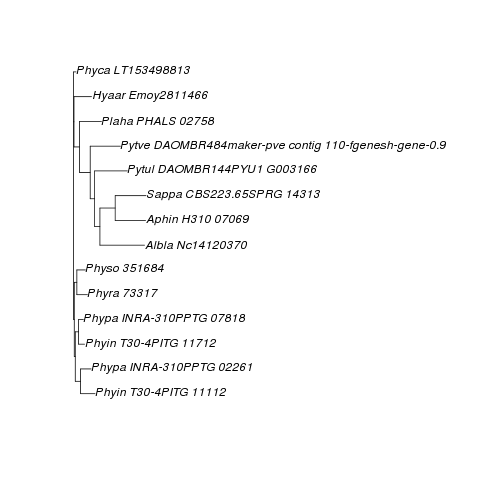 Phyca LT153498813
Hyaar Emoy2811466
Plaha PHALS 02758
Pytve DAOMBR484maker-pve contig 110-fgenesh-gene-0.9
Pytul DAOMBR144PYU1 G003166
Sappa CBS223.65SPRG 14313
Aphin H310 07069
Albla Nc14120370
Physo 351684
Phyra 73317
Phypa INRA-310PPTG 07818
Phyin T30-4PITG 11712
Phypa INRA-310PPTG 02261
Phyin T30-4PITG 11112